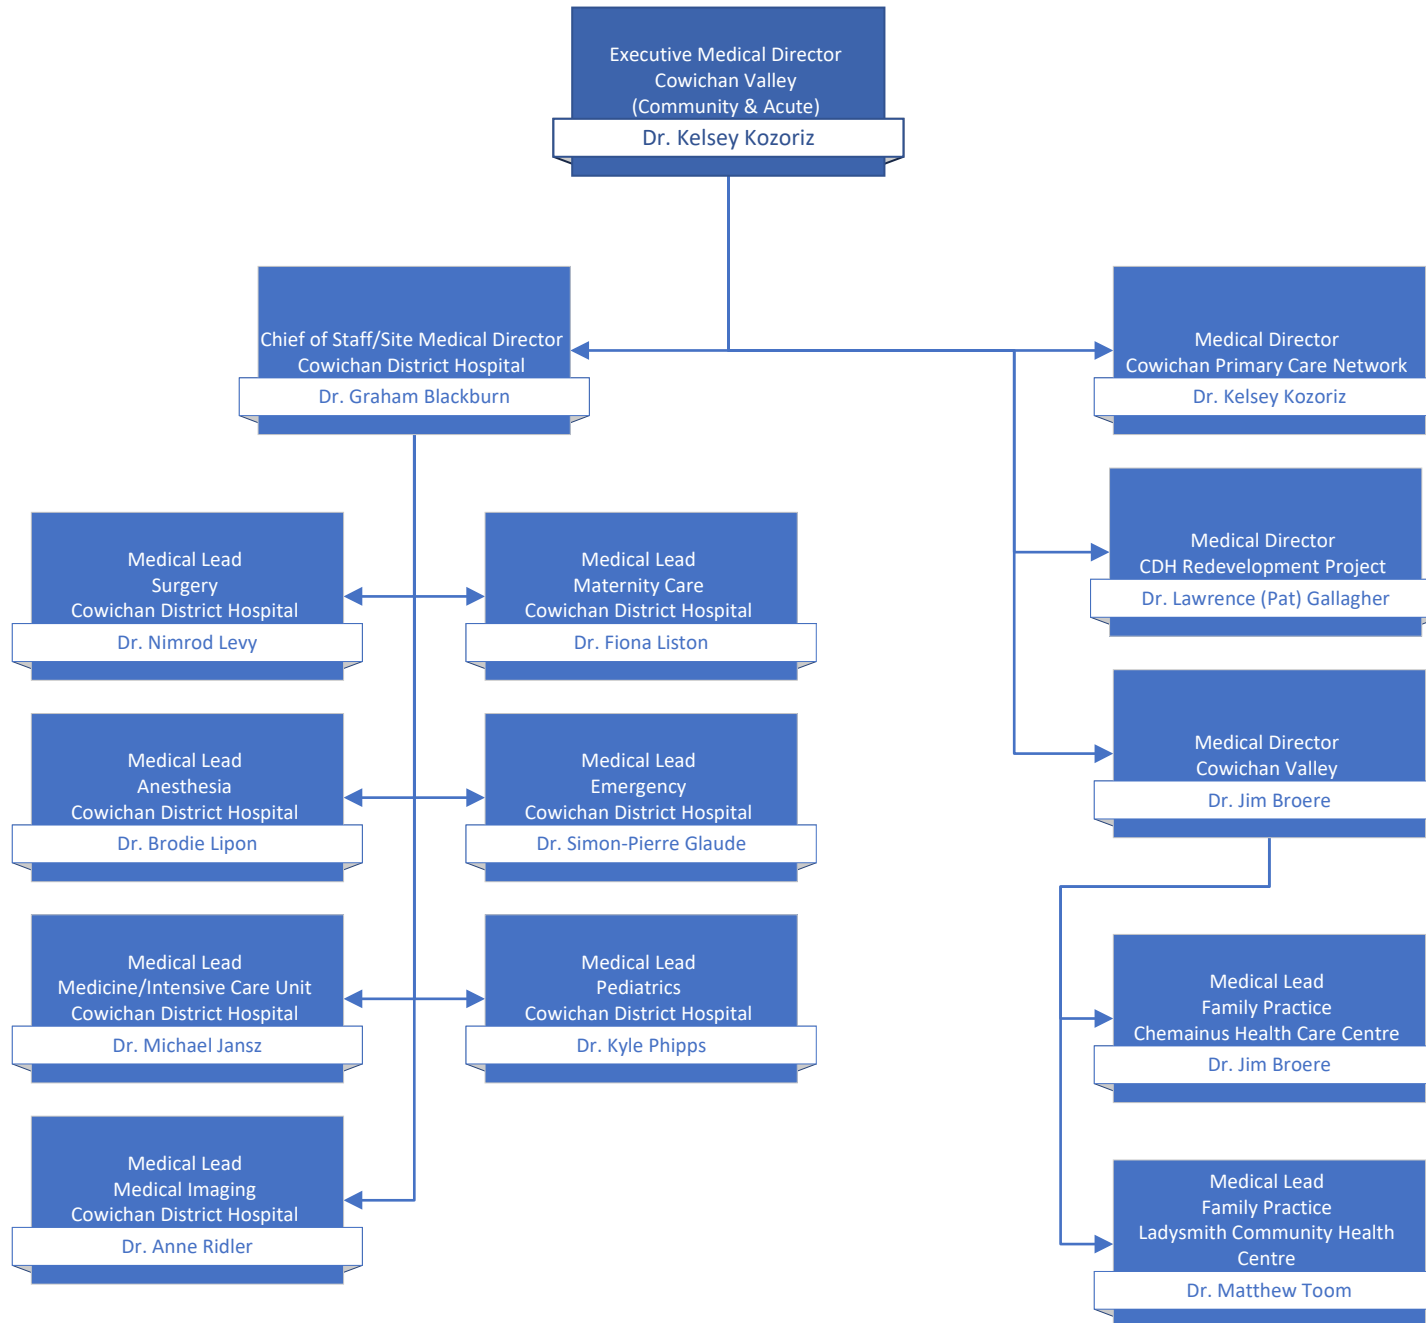 Executive Medical Director
Cowichan Valley
(Community & Acute)
Dr. Kelsey Kozoriz
Chief of Staff/Site Medical Director
Cowichan District Hospital
Dr. Graham Blackburn
Medical Director
Cowichan Primary Care Network
Dr. Kelsey Kozoriz
Medical Director
CDH Redevelopment Project
Dr. Lawrence (Pat) Gallagher
Medical Lead
Surgery
Cowichan District Hospital
Dr. Nimrod Levy
Medical Lead
Maternity Care
Cowichan District Hospital
Dr. Fiona Liston
Medical Director
Cowichan Valley
Dr. Jim Broere
Medical Lead
Anesthesia
Cowichan District Hospital
Dr. Brodie Lipon
Medical Lead
Emergency
Cowichan District Hospital
Dr. Simon-Pierre Glaude
Medical Lead
Medicine/Intensive Care Unit
Cowichan District Hospital
Dr. Michael Jansz
Medical Lead
Pediatrics
Cowichan District Hospital
Dr. Kyle Phipps
Medical Lead
Family Practice
Chemainus Health Care Centre
Dr. Jim Broere
Medical Lead
Medical Imaging
Cowichan District Hospital
Dr. Anne Ridler
Medical Lead
Family Practice
Ladysmith Community Health
Centre
Dr. Matthew Toom